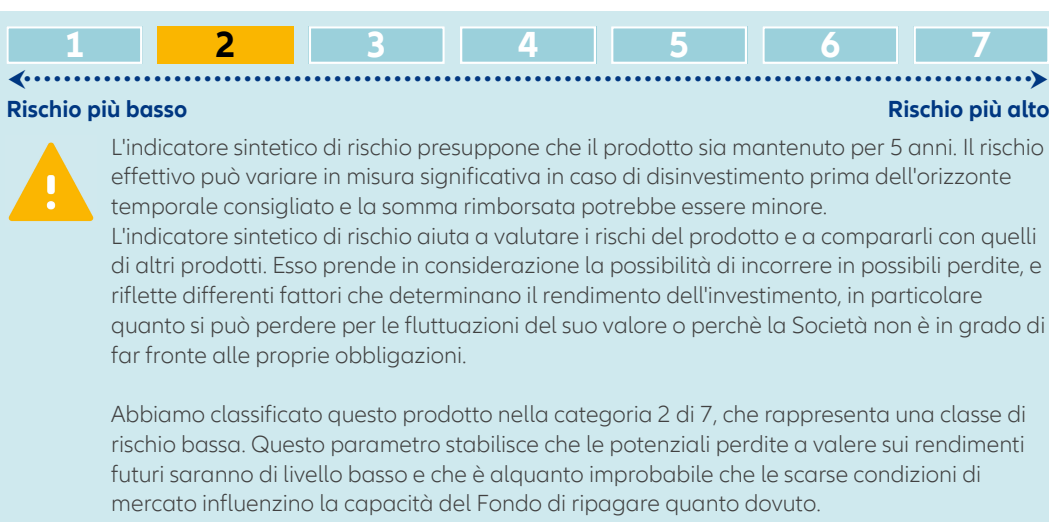 1 2 3 4 5 6 7
Rischio più basso Rischio più alto
L'indicatore sintetico di rischio presuppone che il prodotto sia mantenuto per 5 anni. Il rischio
effettivo può variare in misura significativa in caso di disinvestimento prima dell'orizzonte
temporale consigliato e la somma rimborsata potrebbe essere minore.
L'indicatore sintetico di rischio aiuta a valutare i rischi del prodotto e a compararli con quelli
di altri prodotti. Esso prende in considerazione la possibilità di incorrere in possibili perdite, e
riflette differenti fattori che determinano il rendimento dell'investimento, in particolare
quanto si può perdere per le fluttuazioni del suo valore o perchè la Società non è in grado di
far fronte alle proprie obbligazioni.
Abbiamo classificato questo prodotto nella categoria 2 di 7, che rappresenta una classe di
rischio bassa. Questo parametro stabilisce che le potenziali perdite a valere sui rendimenti
futuri saranno di livello basso e che è alquanto improbabile che le scarse condizioni di
mercato influenzino la capacità del Fondo di ripagare quanto dovuto.